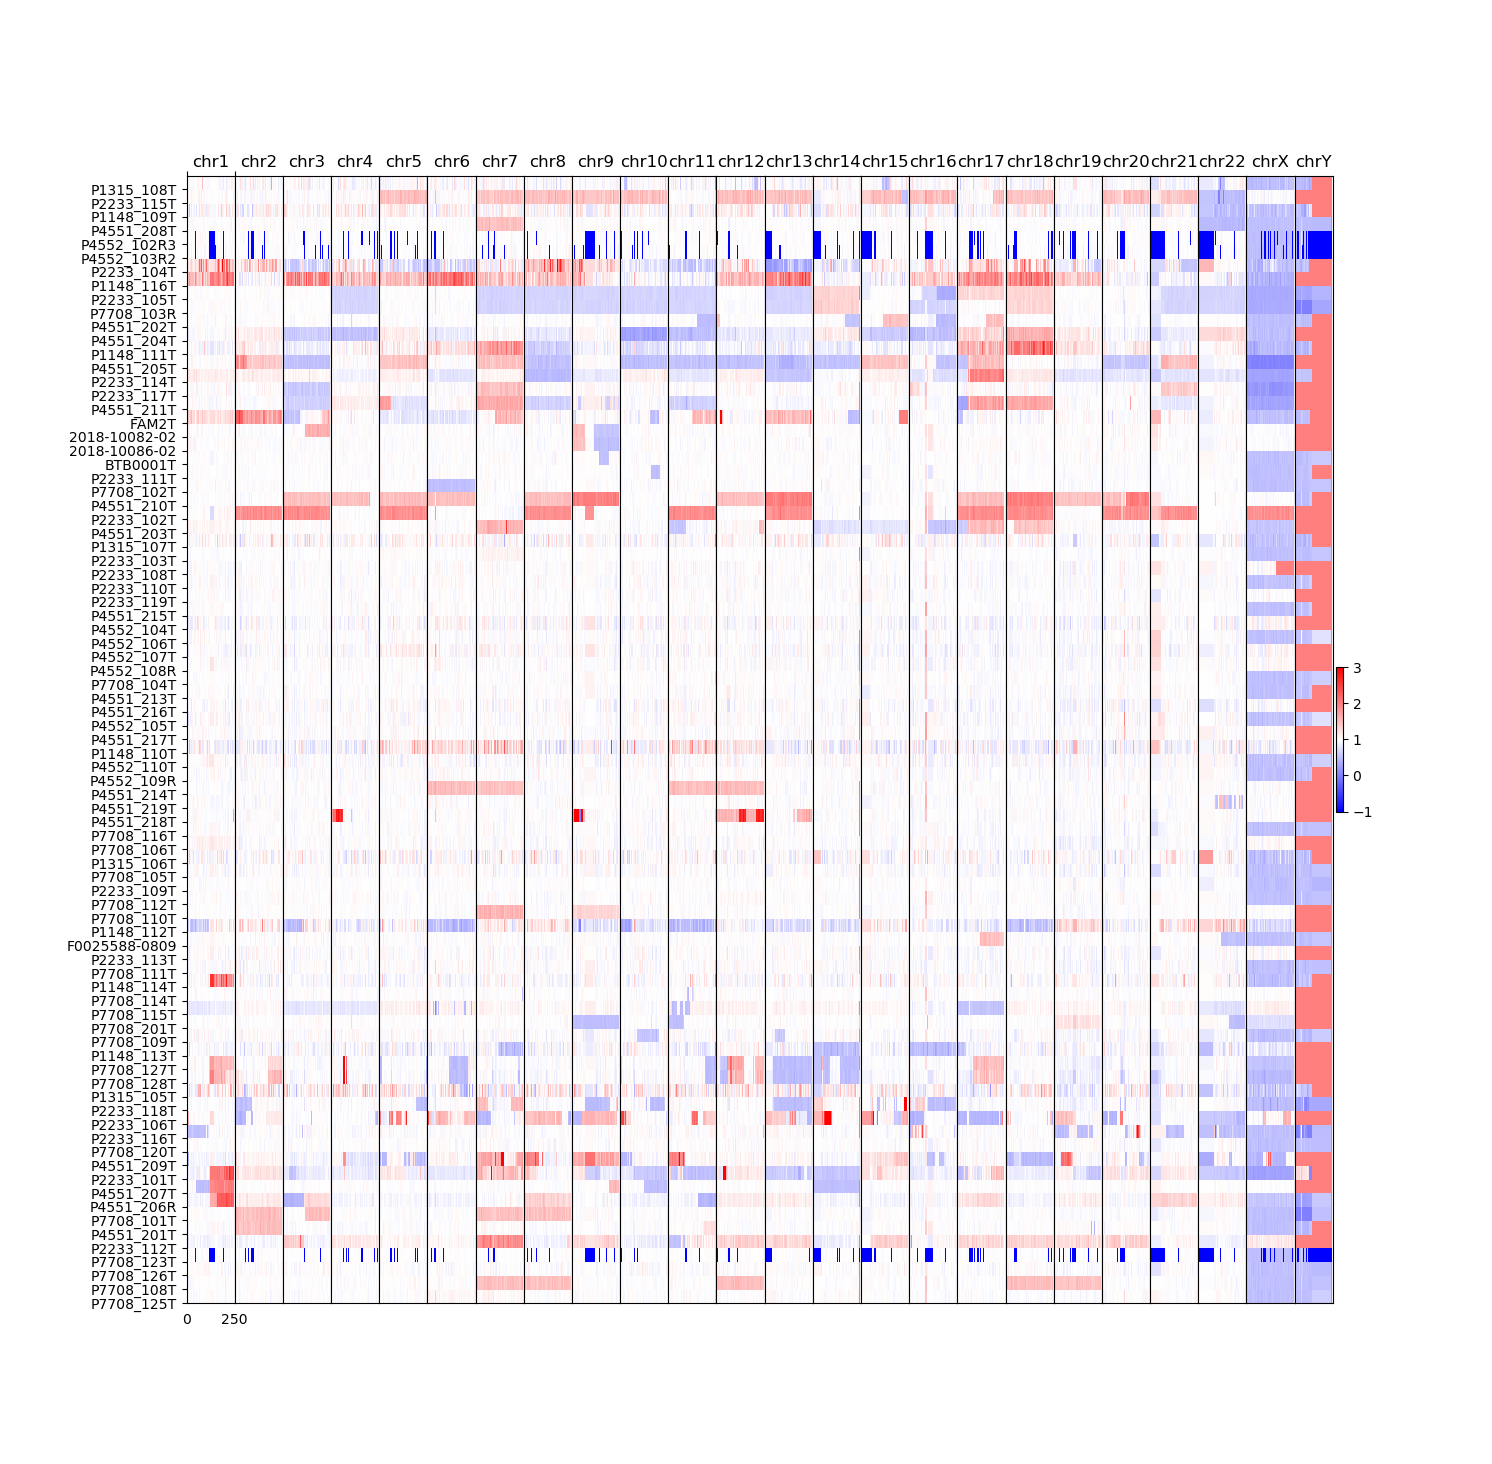 chr1 chr2 chr3 chr4 chr5 chr6 chr7 chr8 chr9 chr10 chr11 chr12 chr13 chr14 chr15 chr16 chr17 chr18 chr19 chr20 chr21 chr22 chrX chrY
P1315_108T
P2233_115T
P1148_109T
P4551_208T
P4552_102R3
P4552_103R2
P2233_104T
P1148_116T
P2233_105T
P7708_103R
P4551_202T
P4551_204T
P1148_111T
P4551_205T
P2233_114T
P2233_117T
P4551_211T
FAM2T
2018-10082-02
2018-10086-02
BTB0001T
P2233_111T
P7708_102T
P4551_210T
P2233_102T
P4551_203T
P1315_107T
P2233_103T
P2233_108T
P2233_110T
P2233_119T
P4551_215T
P4552_104T
P4552_106T
P4552_107T
P4552_108R
P7708_104T
P4551_213T
P4551_216T
P4552_105T
P4551_217T
P1148_110T
P4552_110T
P4552_109R
P4551_214T
P4551_219T
P4551_218T
P7708_116T
P7708_106T
P1315_106T
P7708_105T
P2233_109T
P7708_112T
P7708_110T
P1148_112T
F0025588-0809
P2233_113T
P7708_111T
P1148_114T
P7708_114T
P7708_115T
P7708_201T
P7708_109T
P1148_113T
P7708_127T
P7708_128T
P1315_105T
P2233_118T
P2233_106T
P2233_116T
P7708_120T
P4551_209T
P2233_101T
P4551_207T
P4551_206R
P7708_101T
P4551_201T
P2233_112T
P7708_123T
P7708_126T
P7708_108T
P7708_125T
0 250
3
2
1
0
−1